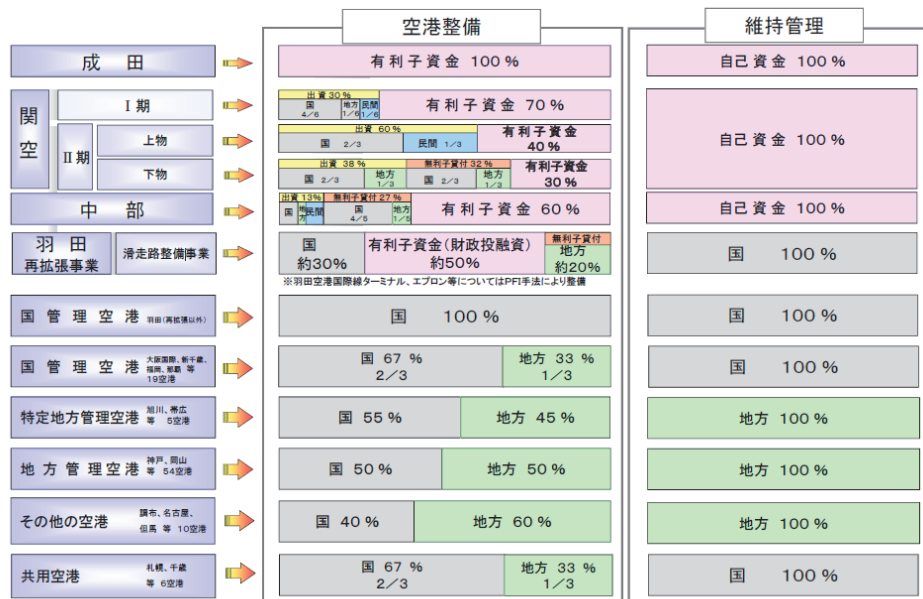 空港整備
維持管理
成田
有利子資金 100 %
自己資金 100 %
関空
Ⅰ期
出資 30 %
国
4/6
地方
1/6
民間
1/6
有利子資金 70 %
自己資金 100 %
Ⅱ期
上物
出資 60 %
国 2/3
民間 1/3
有利子資金
40 %
下物
出資 38 %
無利子貸付 32 %
国 2/3
地方
1/3
国 2/3
地方
1/3
有利子資金
30 %
中部
出資 13%
無利子貸付 27 %
国
地方
民間
国
4/5
地方
1/5
有利子資金 60 %
自己資金 100 %
羽田
再拡張事業
滑走路整備事業
国
約30%
有利子資金(財政投融資)
約50%
無利子貸付
地方
約20%
国 100 %
※羽田空港国際線ターミナル、エプロン等についてはPFI手法により整備
国管理空港 羽田(再拡張以外)
国 100 %
国 100 %
国管理空港
大阪国際、新千歳、
福岡、那覇 等
19空港
国 67 %
2/3
地方 33 %
1/3
国 100 %
特定地方管理空港
旭川、帯広
等 5空港
国 55 %
地方 45 %
地方 100 %
地方管理空港
神戸、岡山
等 54空港
国 50 %
地方 50 %
地方 100 %
その他の空港
調布、名古屋、
但馬 等 10空港
国 40 %
地方 60 %
地方 100 %
共用空港
札幌、千歳
等 6空港
国 67 %
2/3
地方 33 %
1/3
国 100 %